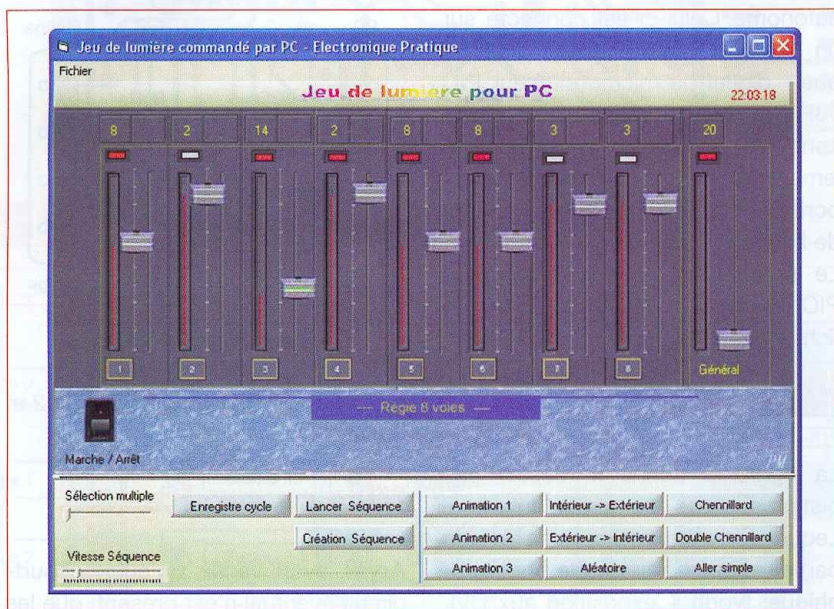 Jeu de lumière commandé par PC - Electronique Pratique
Fichier
Jeu de lumière pour PC
22:03:18
8 2 14 2 8 8 3 3 20
1 2 3 4 5 6 7 8
Général
--- Régie 8 voies ---
Marche / Arrêt
Sélection multiple
Enregistre cycle Lancer Séquence Animation 1 Intérieur -> Extérieur Chennillard
Création Séquence Animation 2 Extérieur -> Intérieur Double Chennillard
Vitesse Séquence
Animation 3 Aléatoire Aller simple